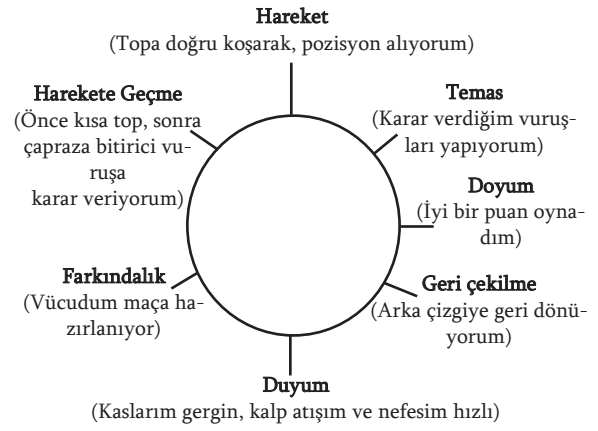 Hareket
(Topa doğru koşarak, pozisyon alıyorum)
Harekete Geçme
(Önce kısa top, sonra
çapraza bitirici vu-
ruşa
karar veriyorum)
Temas
(Karar verdiğim vuruş-
ları yapıyorum)
Doyum
(İyi bir puan oyna-
dım)
Farkındalık
(Vücudum maça ha-
zırlanıyor)
Geri çekilme
(Arka çizgiye geri dönü-
yorum)
Duyum
(Kaslarım gergin, kalp atışım ve nefesim hızlı)